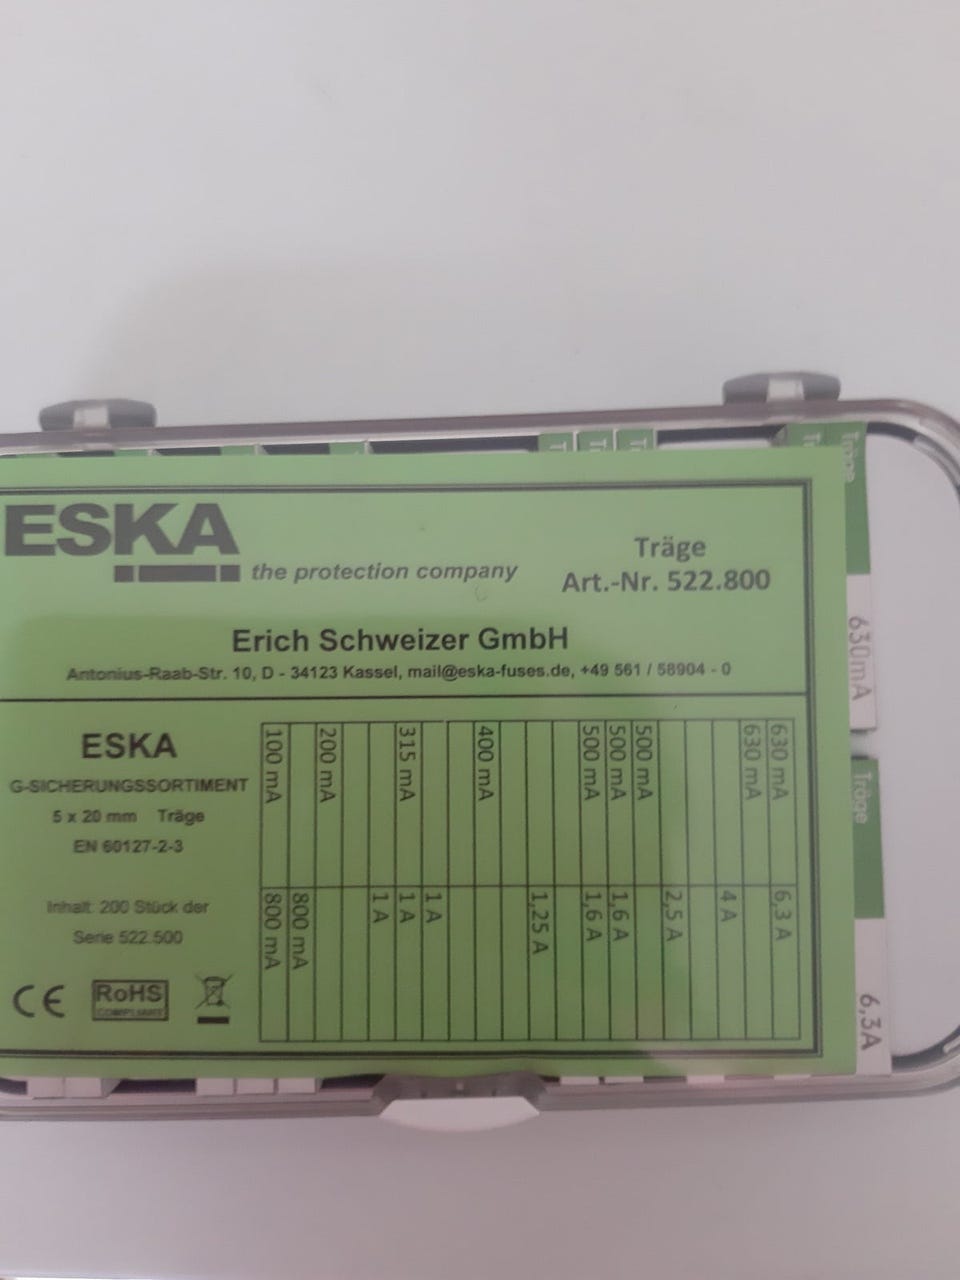 ESKA
the protection company
Träge
Art.-Nr. 522.800
Erich Schweizer GmbH
Antonius-Raab-Str. 10, D - 34123 Kassel, mail@eska-fuses.de, +49 561 / 58904 - 0
ESKA
G-SICHERUNGSSORTIMENT
5 x 20 mm Träge
EN 60127-2-3
Inhalt: 200 Stück der
Serie 522.500
CE
RoHS
COMPLIANT
100 mA
200 mA
315 mA
400 mA
500 mA
500 mA
500 mA
630 mA
630 mA
800 mA
800 mA
1 A
1 A
1 A
1,25 A
1,6 A
1,6 A
2,5 A
4 A
6,3 A
Träge
630mA
Träge
6,3A